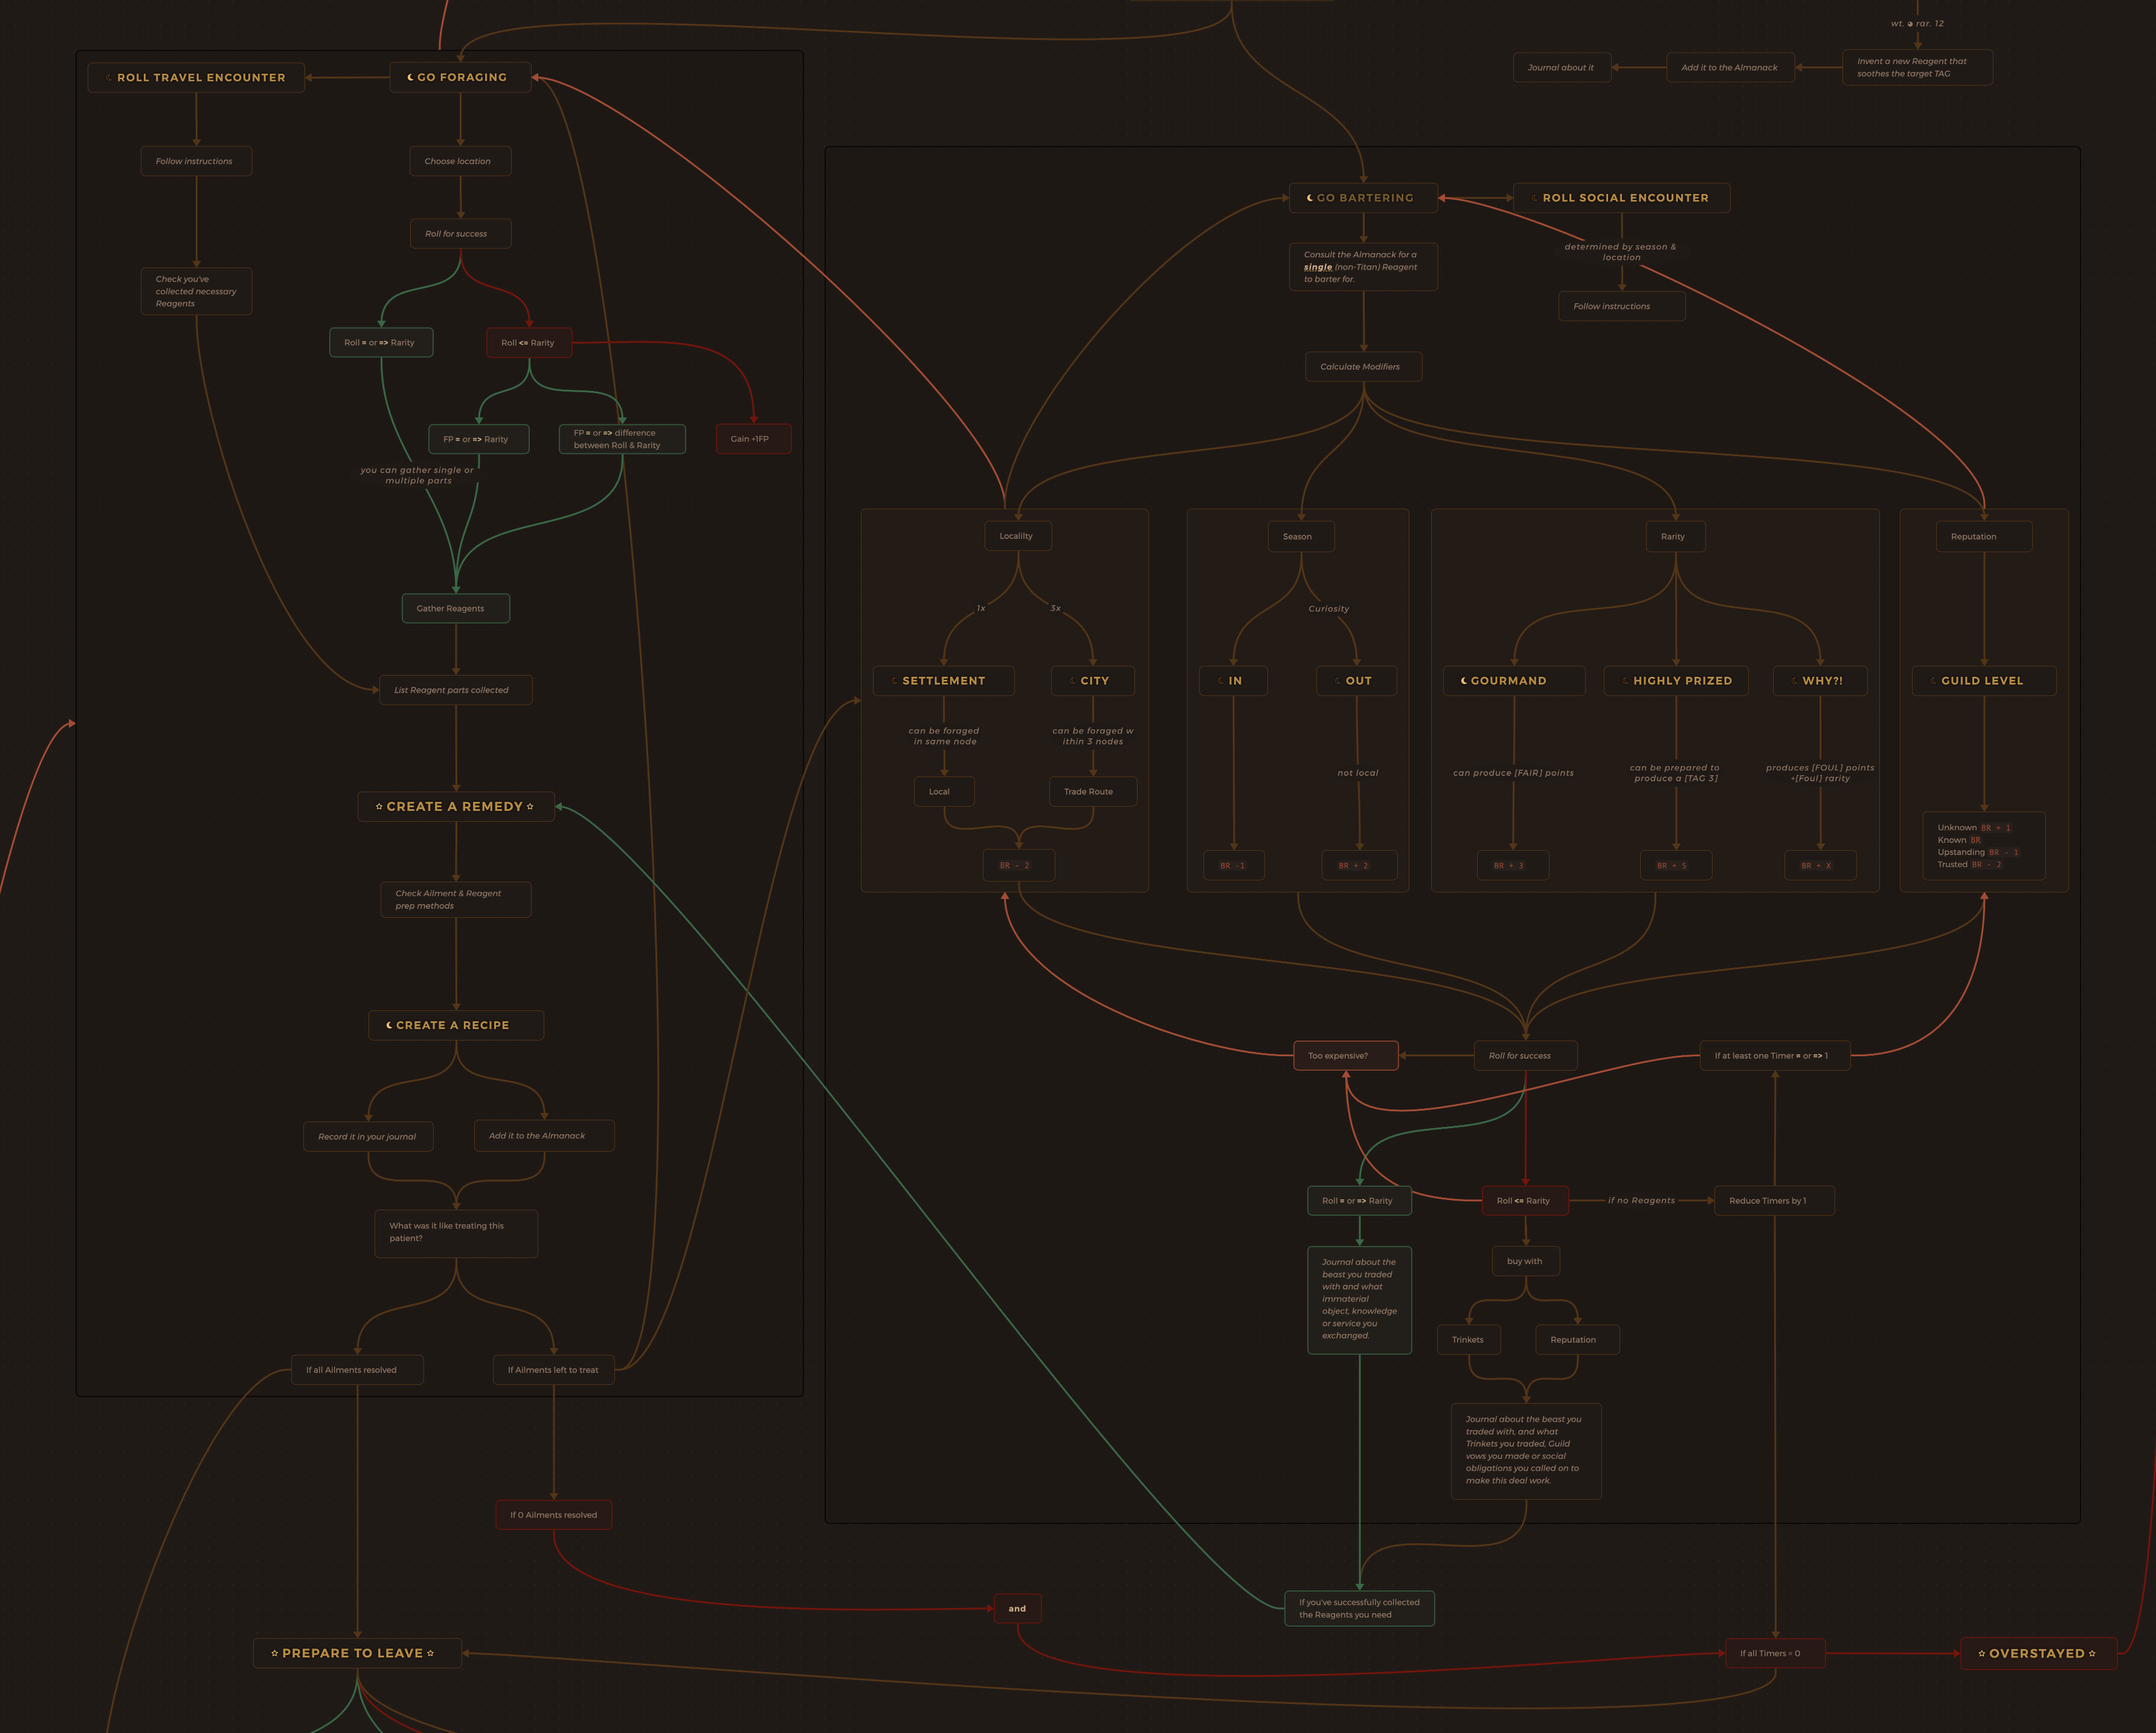 wt. ◕ rar. 12
Journal about it
Add it to the Almanack
Invent a new Reagent that
soothes the target TAG
ROLL TRAVEL ENCOUNTER
GO FORAGING
Follow instructions
Choose location
Roll for success
Check you've
collected necessary
Reagents
Roll = or => Rarity
Roll <= Rarity
FP = or => Rarity
FP = or => difference
between Roll & Rarity
Gain +1FP
you can gather single or
multiple parts
Gather Reagents
List Reagent parts collected
☆ CREATE A REMEDY ☆
Check Ailment & Reagent
prep methods
CREATE A RECIPE
Record it in your journal
Add it to the Almanack
What was it like treating this
patient?
If all Ailments resolved
If Ailments left to treat
If 0 Ailments resolved
and
☆ PREPARE TO LEAVE ☆
GO BARTERING
ROLL SOCIAL ENCOUNTER
Consult the Almanack for a
single (non-Titan) Reagent
to barter for.
determined by season &
location
Follow instructions
Calculate Modifiers
Localilty
1x
3x
SETTLEMENT
CITY
can be foraged
in same node
can be foraged w
ithin 3 nodes
Local
Trade Route
BR - 2
Season
Curiosity
IN
OUT
not local
BR -1
BR + 2
Rarity
GOURMAND
HIGHLY PRIZED
WHY?!
can produce [FAIR] points
can be prepared to
produce a [TAG 3]
produces [FOUL] points
+[Foul] rarity
BR + 3
BR + 5
BR + X
Reputation
GUILD LEVEL
Unknown BR + 1
Known BR
Upstanding BR - 1
Trusted BR - 2
Too expensive?
Roll for success
If at least one Timer = or => 1
Roll = or => Rarity
Roll <= Rarity
if no Reagents
Reduce Timers by 1
Journal about the
beast you traded
with and what
immaterial
object, knowledge
or service you
exchanged.
buy with
Trinkets
Reputation
Journal about the beast you
traded with, and what
Trinkets you traded, Guild
vows you made or social
obligations you called on to
make this deal work.
If you've successfully collected
the Reagents you need
If all Timers = 0
☆ OVERSTAYED ☆